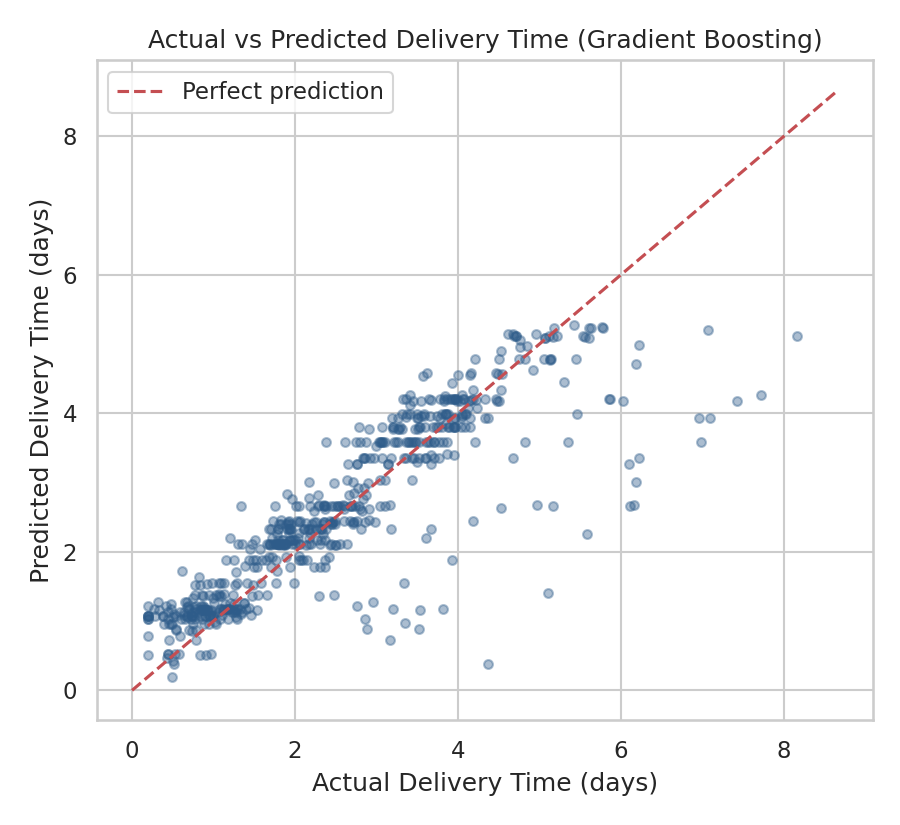 Actual vs Predicted Delivery Time (Gradient Boosting)
Perfect prediction
Predicted Delivery Time (days)
8
6
4
2
0
0 2 4 6 8
Actual Delivery Time (days)